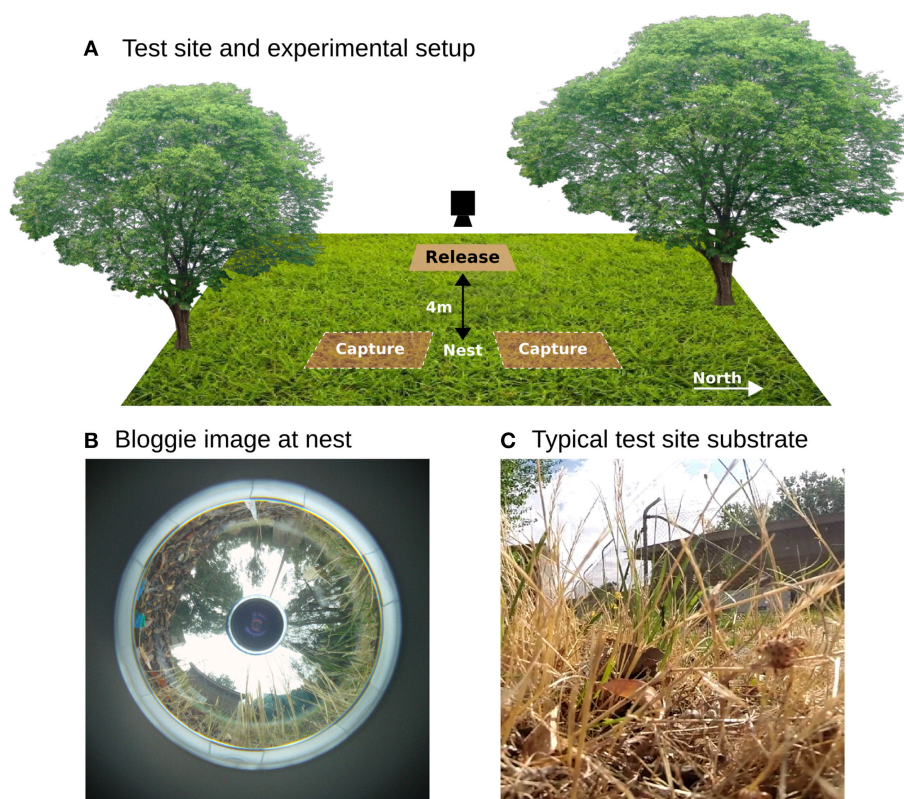 A Test site and experimental setup
Release
4m
Capture
Nest
Capture
North
B Bloggie image at nest
C Typical test site substrate